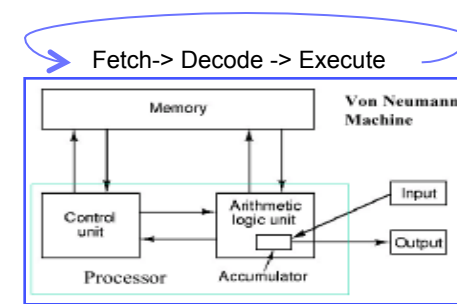 Fetch-> Decode -> Execute
Memory
Von Neumann
Machine
Control
unit
Arithmetic
logic unit
Input
Output
Processor
Accumulator